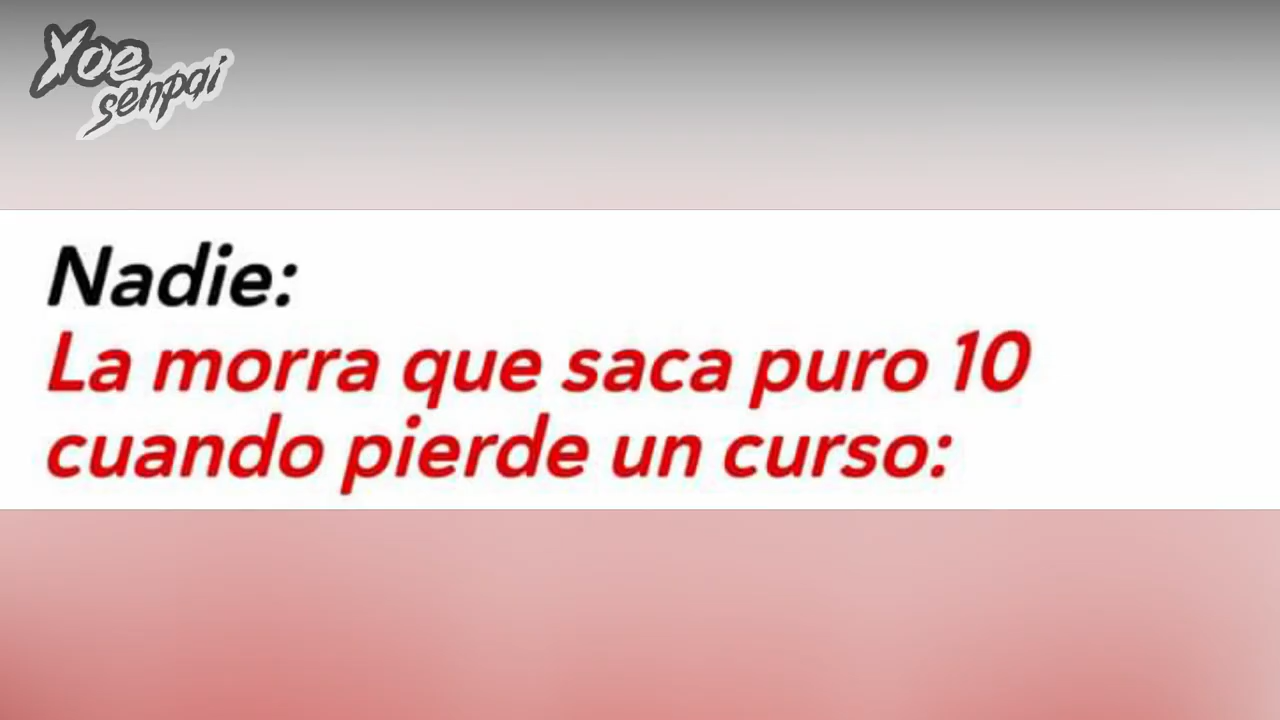 Yoe
senpai
Nadie:
La morra que saca puro 10
cuando pierde un curso: